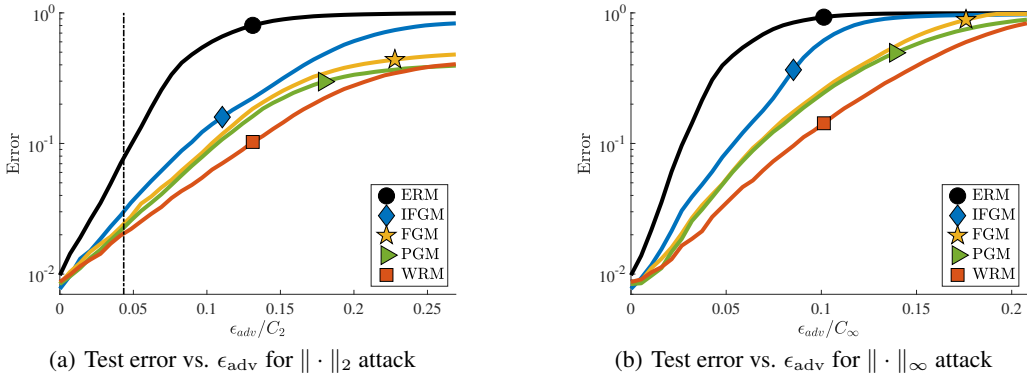 10^0
10^-1
10^-2
Error
0 0.05 0.1 0.15 0.2 0.25
ϵ_adv/C_2
ERM
IFGM
FGM
PGM
WRM
(a) Test error vs. ϵ_adv for ‖ · ‖_2 attack
10^0
10^-1
10^-2
Error
0 0.05 0.1 0.15 0.2
ϵ_adv/C_∞
ERM
IFGM
FGM
PGM
WRM
(b) Test error vs. ϵ_adv for ‖ · ‖_∞ attack